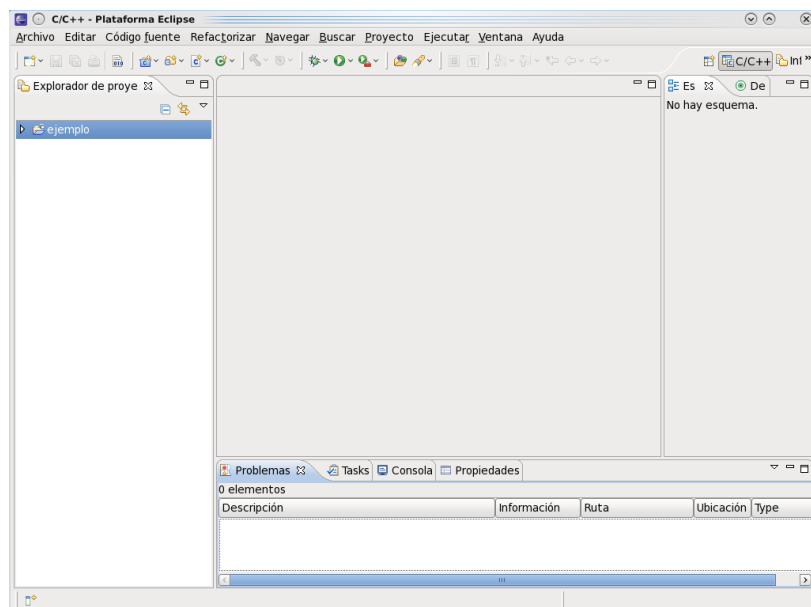 C/C++ - Plataforma Eclipse
Archivo Editar Código fuente Refactorizar Navegar Buscar Proyecto Ejecutar Ventana Ayuda
C/C++
Explorador de proye
Es
De
No hay esquema.
ejemplo
Problemas Tasks Consola Propiedades
0 elementos
Descripción Información Ruta Ubicación Type